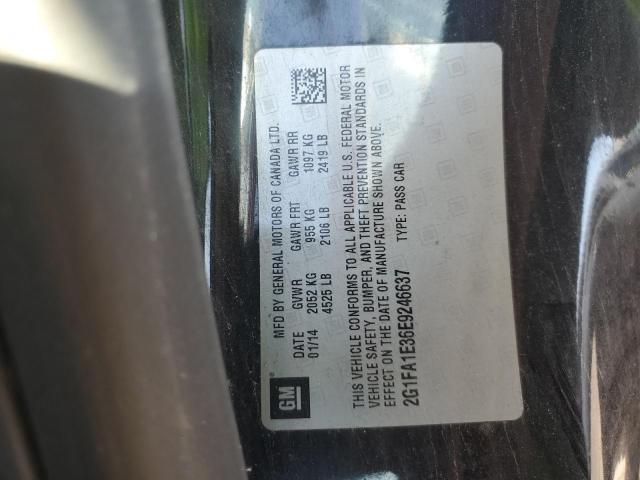 MFD BY GENERAL MOTORS OF CANADA LTD.
DATE GVWR GAWR FRT GAWR RR
01/14 2052 KG 955 KG 1097 KG
4525 LB 2106 LB 2419 LB
GM®
THIS VEHICLE CONFORMS TO ALL APPLICABLE U.S. FEDERAL MOTOR
VEHICLE SAFETY, BUMPER, AND THEFT PREVENTION STANDARDS IN
EFFECT ON THE DATE OF MANUFACTURE SHOWN ABOVE.
2G1FA1E36E9246637 TYPE: PASS CAR